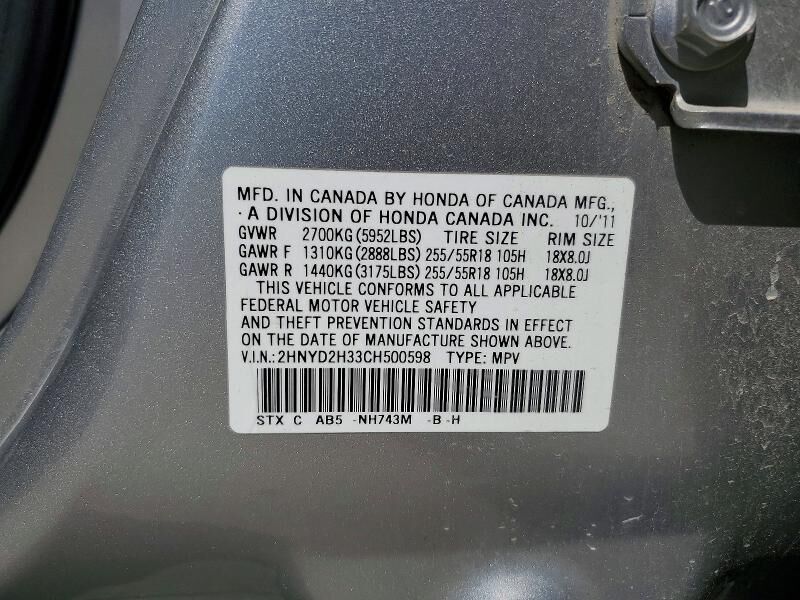 MFD. IN CANADA BY HONDA OF CANADA MFG.,
· A DIVISION OF HONDA CANADA INC. 10/'11
GVWR 2700KG(5952LBS) TIRE SIZE RIM SIZE
GAWR F 1310KG(2888LBS) 255/55R18 105H 18X8.0J
GAWR R 1440KG(3175LBS) 255/55R18 105H 18X8.0J
THIS VEHICLE CONFORMS TO ALL APPLICABLE
FEDERAL MOTOR VEHICLE SAFETY
AND THEFT PREVENTION STANDARDS IN EFFECT
ON THE DATE OF MANUFACTURE SHOWN ABOVE.
V.I.N.: 2HNYD2H33CH500598 TYPE: MPV
STX C AB5 -NH743M -B -H